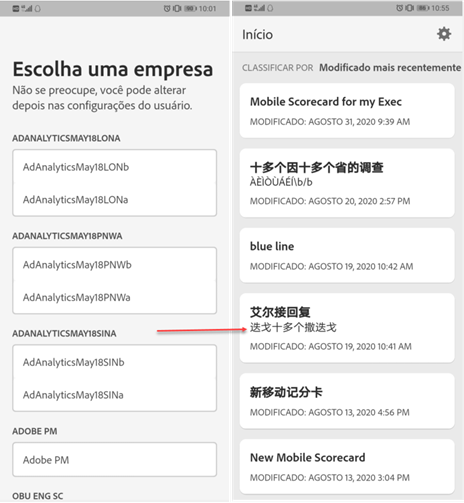 10:01
Escolha uma empresa
Não se preocupe, você pode alterar
depois nas configurações do usuário.
ADANALYTICSMAY18LONA
AdAnalyticsMay18LONb
AdAnalyticsMay18LONa
ADANALYTICSMAY18PNWA
AdAnalyticsMay18PNWb
AdAnalyticsMay18PNWa
ADANALYTICSMAY18SINA
AdAnalyticsMay18SINb
AdAnalyticsMay18SINa
ADOBE PM
Adobe PM
OBU ENG SC
10:55
Início
CLASSIFICAR POR Modificado mais recentemente
Mobile Scorecard for my Exec
MODIFICADO: AGOSTO 31, 2020 9:39 AM
十多个因十多个省的调查
ÀÈÌÒÙÁÉÍ\b/b
MODIFICADO: AGOSTO 20, 2020 2:57 PM
blue line
MODIFICADO: AGOSTO 19, 2020 10:42 AM
艾尔接回复
迭戈十多个撤迭戈
MODIFICADO: AGOSTO 19, 2020 10:41 AM
新移动记分卡
MODIFICADO: AGOSTO 13, 2020 4:56 PM
New Mobile Scorecard
MODIFICADO: AGOSTO 13, 2020 3:04 PM